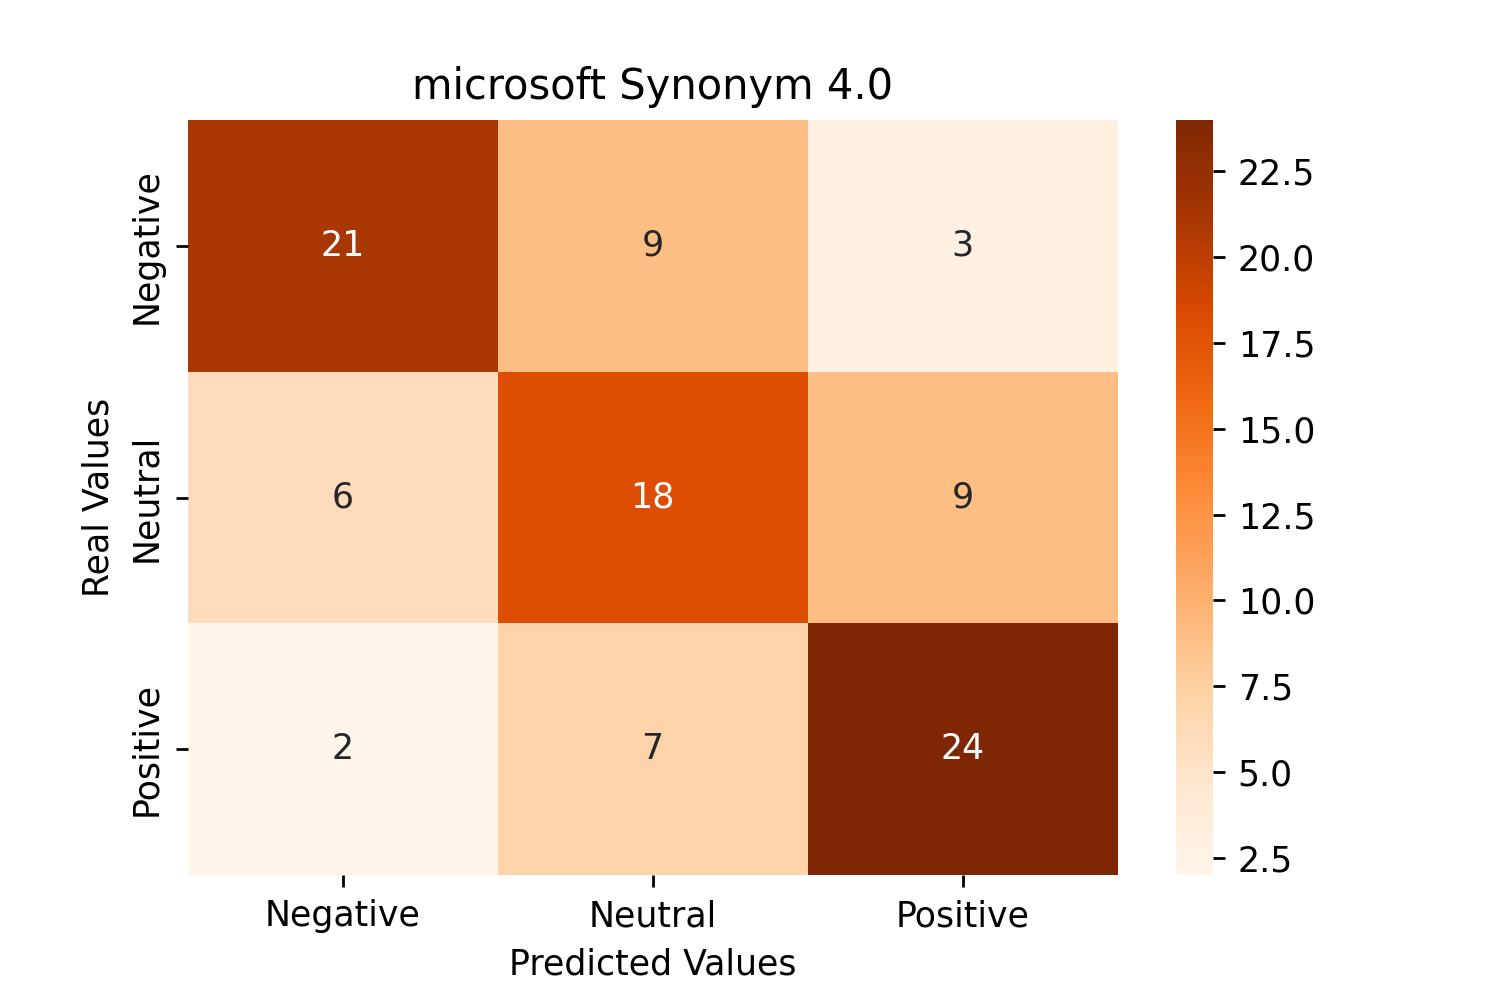 microsoft Synonym 4.0
Real Values
Negative
21 9 3
Neutral
6 18 9
Positive
2 7 24
Negative Neutral Positive
Predicted Values
22.5
20.0
17.5
15.0
12.5
10.0
7.5
5.0
2.5